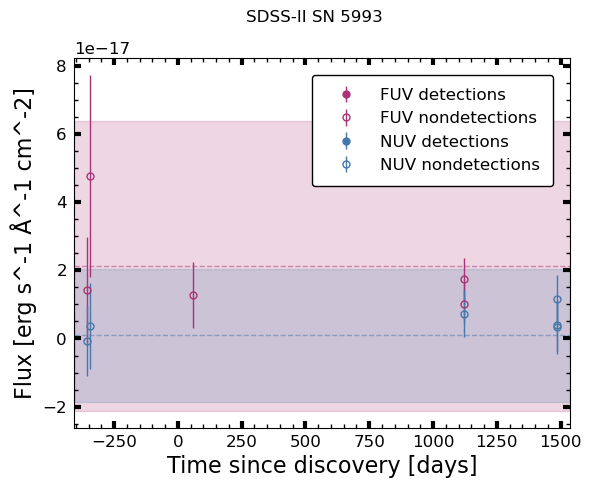 SDSS-II SN 5993
1e−17
8
6
4
2
0
−2
Flux [erg s^-1 Å^-1 cm^-2]
FUV detections
FUV nondetections
NUV detections
NUV nondetections
−250 0 250 500 750 1000 1250 1500
Time since discovery [days]